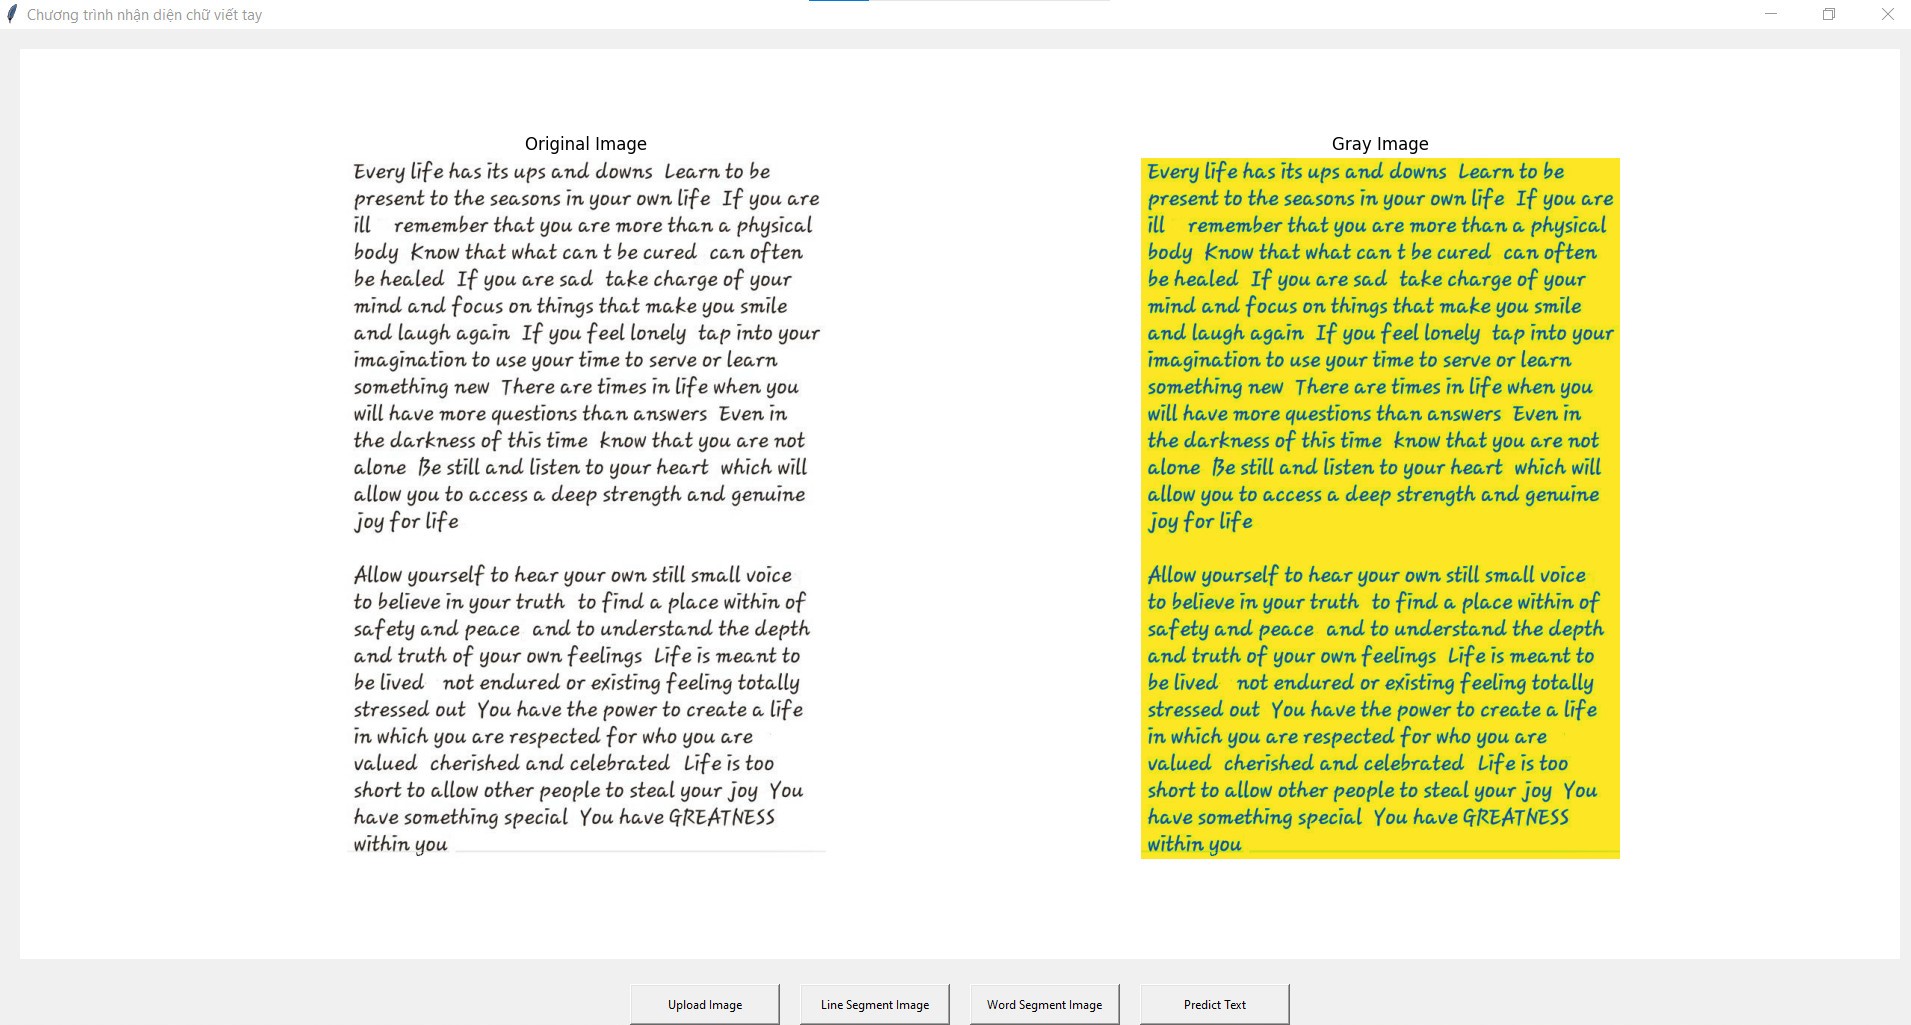 Chương trình nhận diện chữ viết tay
Original Image
Every life has its ups and downs Learn to be
present to the seasons in your own life If you are
ill remember that you are more than a physical
body Know that what can t be cured can often
be healed If you are sad take charge of your
mind and focus on things that make you smile
and laugh again If you feel lonely tap into your
imagination to use your time to serve or learn
something new There are times in life when you
will have more questions than answers Even in
the darkness of this time know that you are not
alone Be still and listen to your heart which will
allow you to access a deep strength and genuine
joy for life
Allow yourself to hear your own still small voice
to believe in your truth to find a place within of
safety and peace and to understand the depth
and truth of your own feelings Life is meant to
be lived not endured or existing feeling totally
stressed out You have the power to create a life
in which you are respected for who you are
valued cherished and celebrated Life is too
short to allow other people to steal your joy You
have something special You have GREATNESS
within you
Gray Image
Every life has its ups and downs Learn to be
present to the seasons in your own life If you are
ill remember that you are more than a physical
body Know that what can t be cured can often
be healed If you are sad take charge of your
mind and focus on things that make you smile
and laugh again If you feel lonely tap into your
imagination to use your time to serve or learn
something new There are times in life when you
will have more questions than answers Even in
the darkness of this time know that you are not
alone Be still and listen to your heart which will
allow you to access a deep strength and genuine
joy for life
Allow yourself to hear your own still small voice
to believe in your truth to find a place within of
safety and peace and to understand the depth
and truth of your own feelings Life is meant to
be lived not endured or existing feeling totally
stressed out You have the power to create a life
in which you are respected for who you are
valued cherished and celebrated Life is too
short to allow other people to steal your joy You
have something special You have GREATNESS
within you
Upload Image
Line Segment Image
Word Segment Image
Predict Text